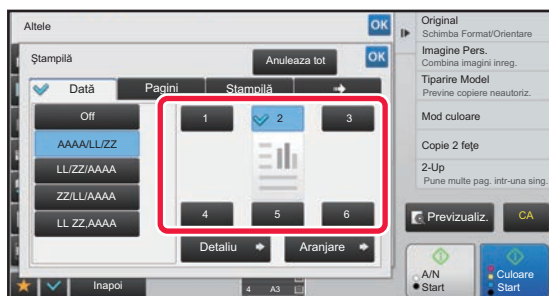 Altele
OK
Ștampilă
Anuleaza tot
OK
Dată
Pagini
Ștampilă
Off
AAAA/LL/ZZ
LL/ZZ/AAAA
ZZ/LL/AAAA
LL ZZ,AAAA
1
2
3
4
5
6
Detaliu
Aranjare
Inapoi
4
A3
Original
Schimba Format/Orientare
Imagine Pers.
Combina imagini inreg.
Tiparire Model
Previne copiere neautoriz.
Mod culoare
Copie 2 fețe
2-Up
Pune multe pag. intr-una sing.
Previzualiz.
CA
A/N
Start
Culoare
Start